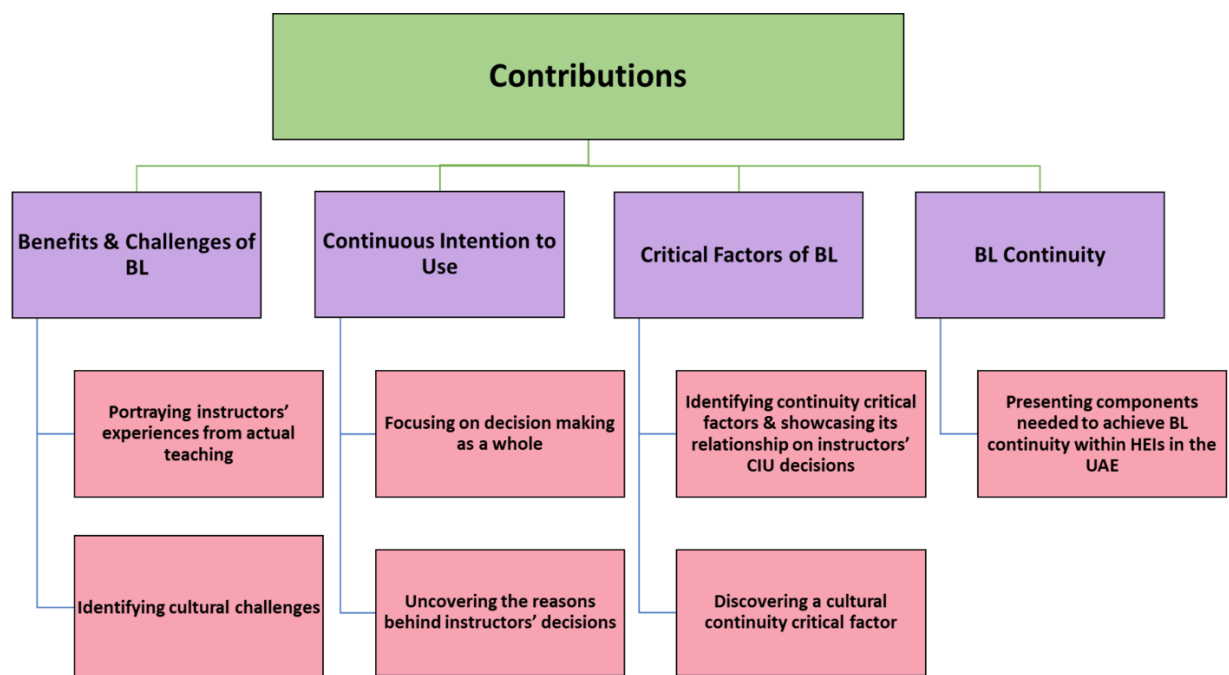 Contributions
Benefits & Challenges of
BL
Continuous Intention to
Use
Critical Factors of BL
BL Continuity
Portraying instructors’
experiences from actual
teaching
Focusing on decision making
as a whole
Identifying continuity critical
factors & showcasing its
relationship on instructors’
CIU decisions
Presenting components
needed to achieve BL
continuity within HEIs in the
UAE
Identifying cultural challenges
Uncovering the reasons
behind instructors’ decisions
Discovering a cultural
continuity critical factor